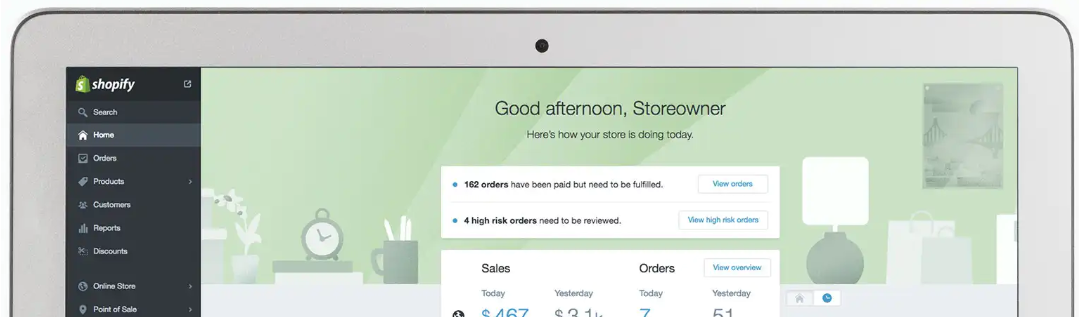 shopify
Search
Home
Orders
Products
Customers
Reports
Discounts
Online Store
Point of Sale
Good afternoon, Storeowner
Here's how your store is doing today.
162 orders have been paid but need to be fulfilled.
View orders
4 high risk orders need to be reviewed.
View high risk orders
Sales
Orders
View overview
Today Yesterday Today Yesterday
$ 467 $ 3.1k 7 51